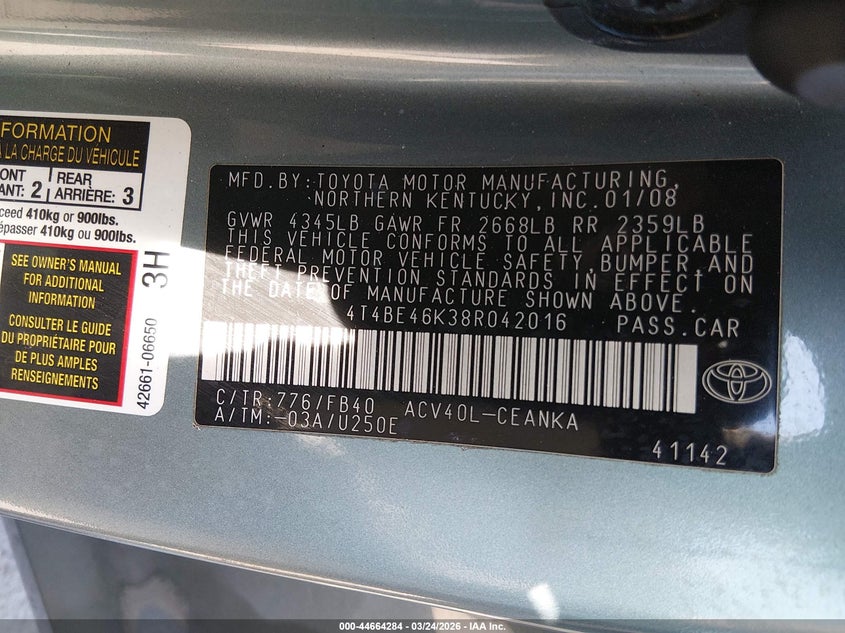 FORMATION
À LA CHARGE DU VÉHICULE
ONT
ANT: 2
REAR
ARRIÈRE: 3
ceed 410kg or 900lbs.
épasser 410kg ou 900lbs.
SEE OWNER'S MANUAL
FOR ADDITIONAL
INFORMATION
CONSULTER LE GUIDE
DU PROPRIÉTAIRE POUR
DE PLUS AMPLES
RENSEIGNEMENTS
3H
42661-06650
MFD.BY:TOYOTA MOTOR MANUFACTURING,
NORTHERN KENTUCKY,INC.01/08
GVWR 4345LB GAWR FR 2668LB RR 2359LB
THIS VEHICLE CONFORMS TO ALL APPLICABLE
FEDERAL MOTOR VEHICLE SAFETY,BUMPER,AND
THEFT PREVENTION STANDARDS IN EFFECT ON
THE DATE OF MANUFACTURE SHOWN ABOVE.
4T4BE46K38R042016 PASS.CAR
C/TR:776/FB40 ACV40L-CEANKA
A/TM:-03A/U250E
41142
000-44664284 - 03/24/2026 - IAA Inc.